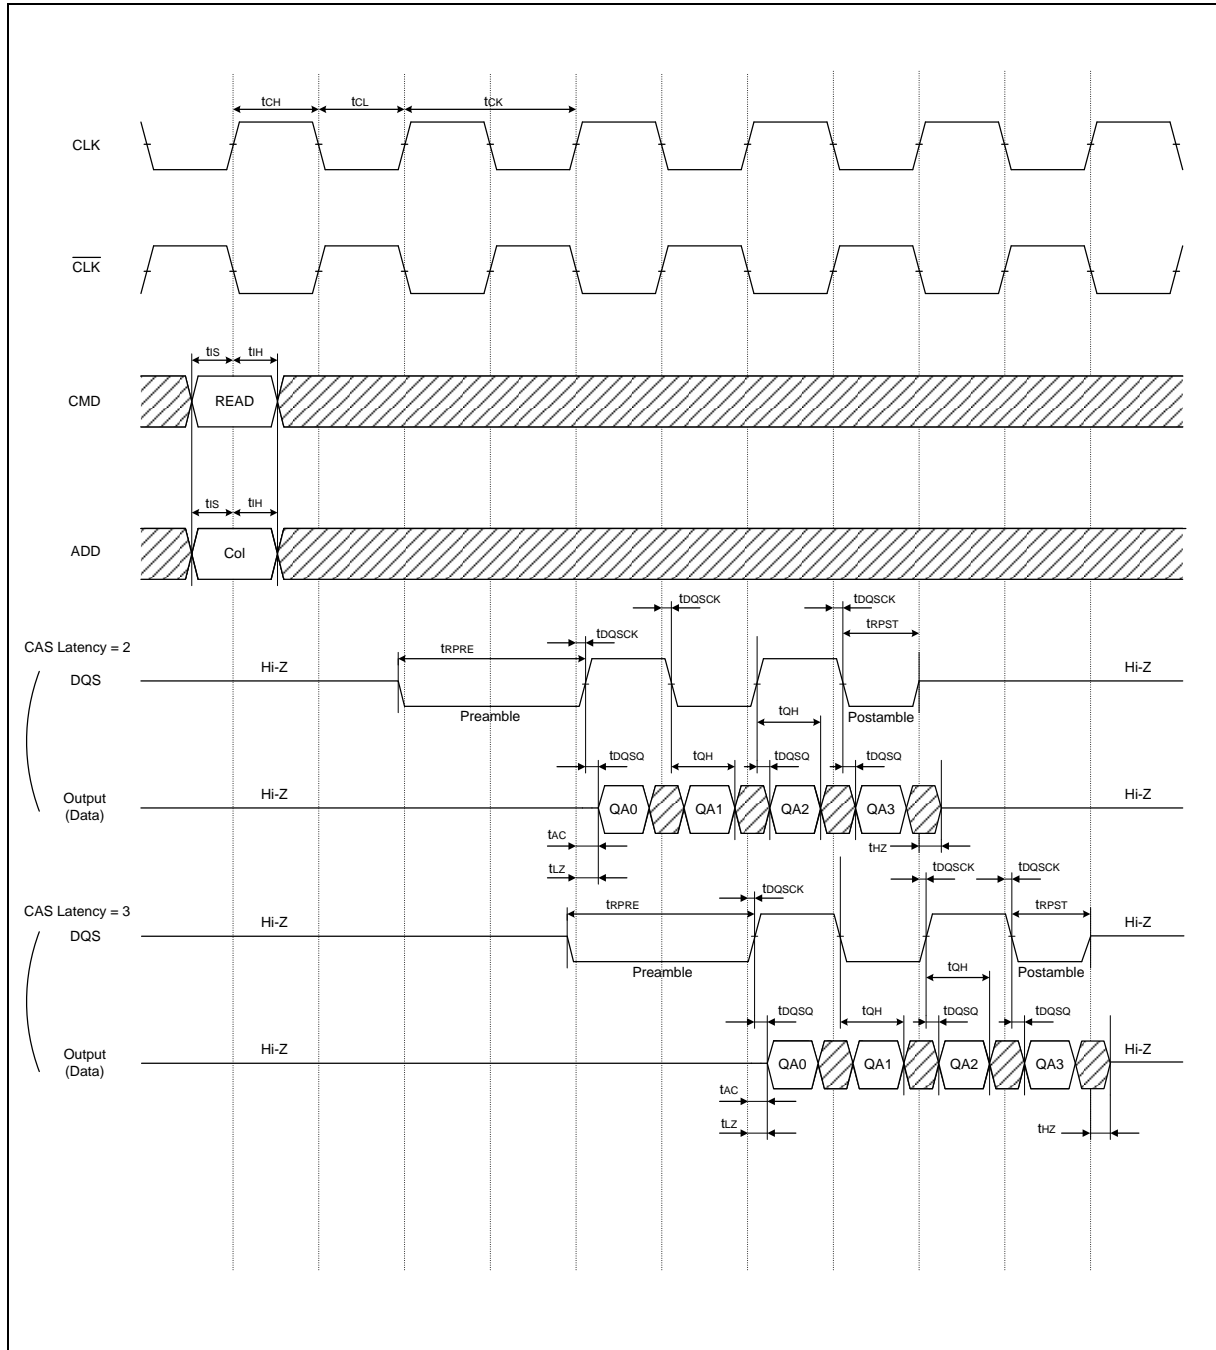 tCH tCL tCK
CLK
CLK
tIS tIH
CMD READ
tIS tIH
ADD Col
tDQSCK tDQSCK
tDQSCK tRPST
CAS Latency = 2
tRPRE
Hi-Z Hi-Z
DQS
Preamble Postamble
tQH
tDQSQ tQH tDQSQ tDQSQ
Output
(Data)
Hi-Z QA0 QA1 QA2 QA3 Hi-Z
tAC
tHZ
tLZ
tDQSCK tDQSCK tDQSCK
CAS Latency = 3
tRPRE tRPST
Hi-Z Hi-Z
DQS
Preamble Postamble
tQH
tDQSQ tQH tDQSQ tDQSQ
Output
(Data)
Hi-Z QA0 QA1 QA2 QA3 Hi-Z
tAC
tLZ tHZ